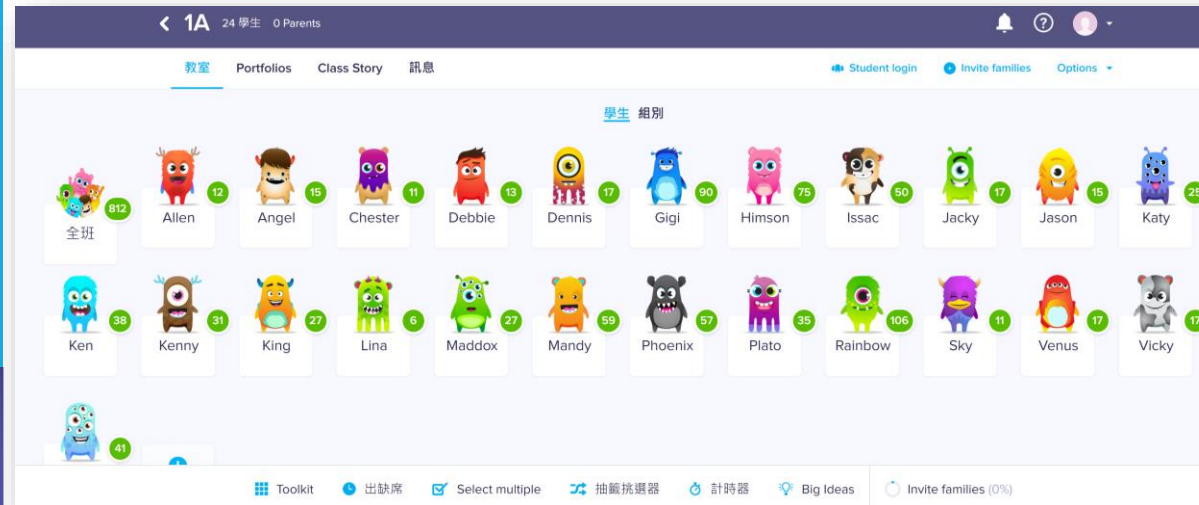 1A 24 學生 0 Parents
教室 Portfolios Class Story 訊息 Student login Invite families Options
學生 組別
812 12 15 11 13 17 90 75 50 17 15 25
全班 Allen Angel Chester Debbie Dennis Gigi Himson Issac Jacky Jason Katy
38 31 27 6 27 59 57 35 106 11 17 17
Ken Kenny King Lina Maddox Mandy Phoenix Plato Rainbow Sky Venus Vicky
41
Toolkit 出缺席 Select multiple 抽籤挑選器 計時器 Big Ideas Invite families (0%)